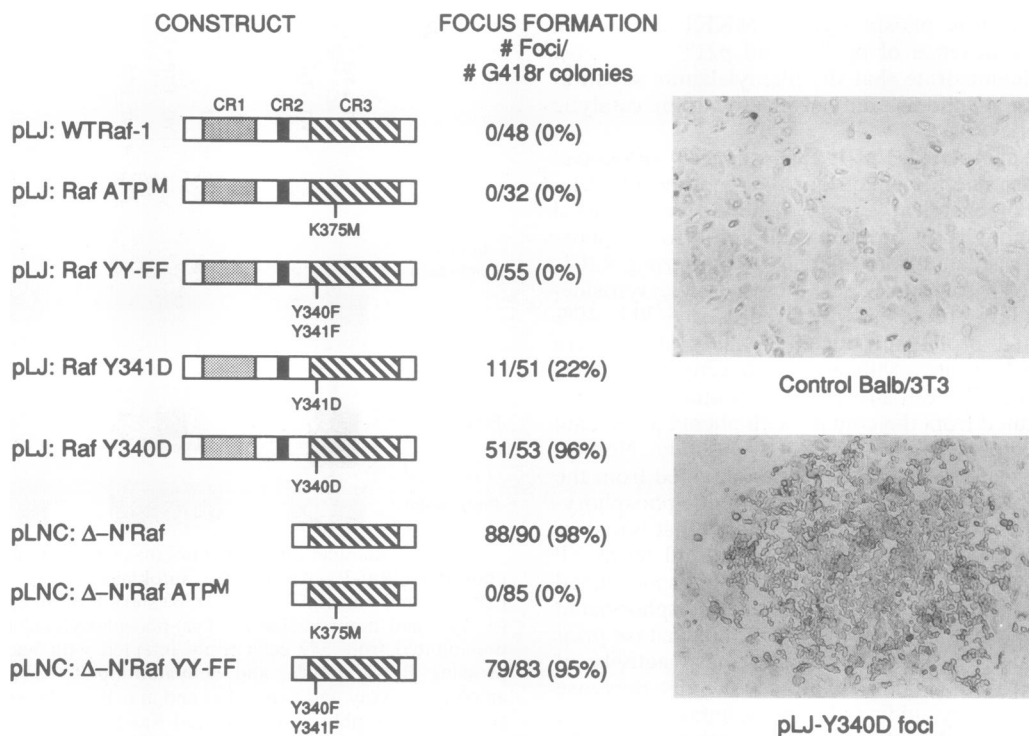 CONSTRUCT
FOCUS FORMATION
# Foci/
# G418r colonies
CR1 CR2 CR3
pLJ: WTRaf-1 0/48 (0%)
pLJ: Raf ATP M 0/32 (0%)
K375M
pLJ: Raf YY-FF 0/55 (0%)
Y340F
Y341F
pLJ: Raf Y341D 11/51 (22%)
Y341D
pLJ: Raf Y340D 51/53 (96%)
Y340D
pLNC: Δ–N'Raf 88/90 (98%)
pLNC: Δ–N'Raf ATPM 0/85 (0%)
K375M
pLNC: Δ–N'Raf YY-FF 79/83 (95%)
Y340F
Y341F
Control Balb/3T3
pLJ-Y340D foci